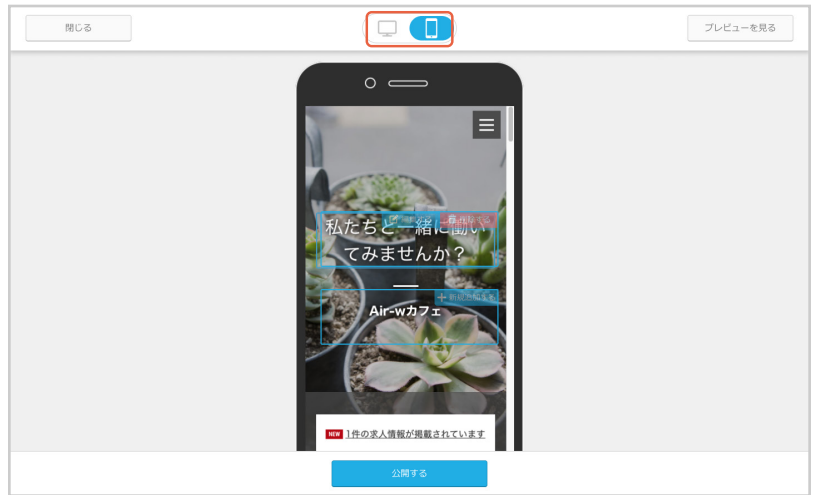 閉じる
プレビューを見る
私たちと一緒に働い
てみませんか？
Air-wカフェ
NEW 1件の求人情報が掲載されています
公開する